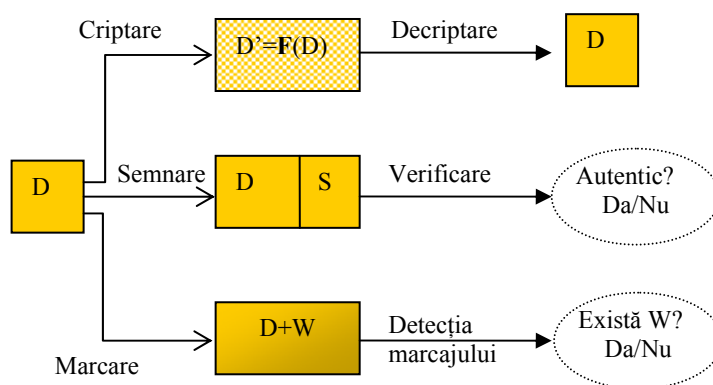 Criptare
D’=F(D)
Decriptare
D
D
Semnare
D
S
Verificare
Autentic?
Da/Nu
Marcare
D+W
Detecția
marcajului
Există W?
Da/Nu